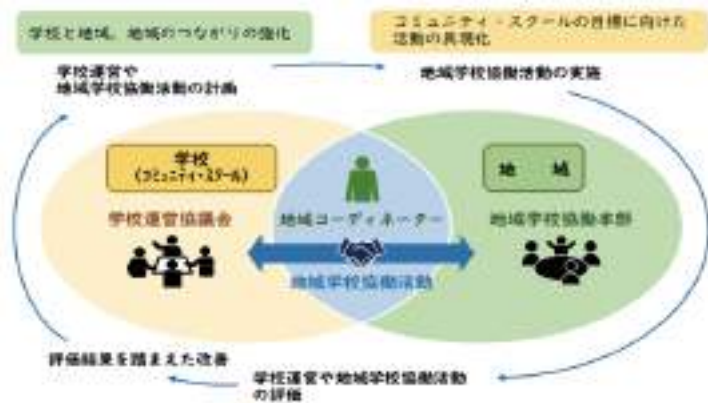 学校と地域、地域のつながりの強化
コミュニティ・スクールの目標に向けた
活動の具現化
学校運営や
地域学校協働活動の計画
地域学校協働活動の実施
学校
(コミュニティ・スクール)
地 域
学校運営協議会
地域コーディネーター
地域学校協働本部
地域学校協働活動
評価結果を踏まえた改善
学校運営や地域学校協働活動
の評価